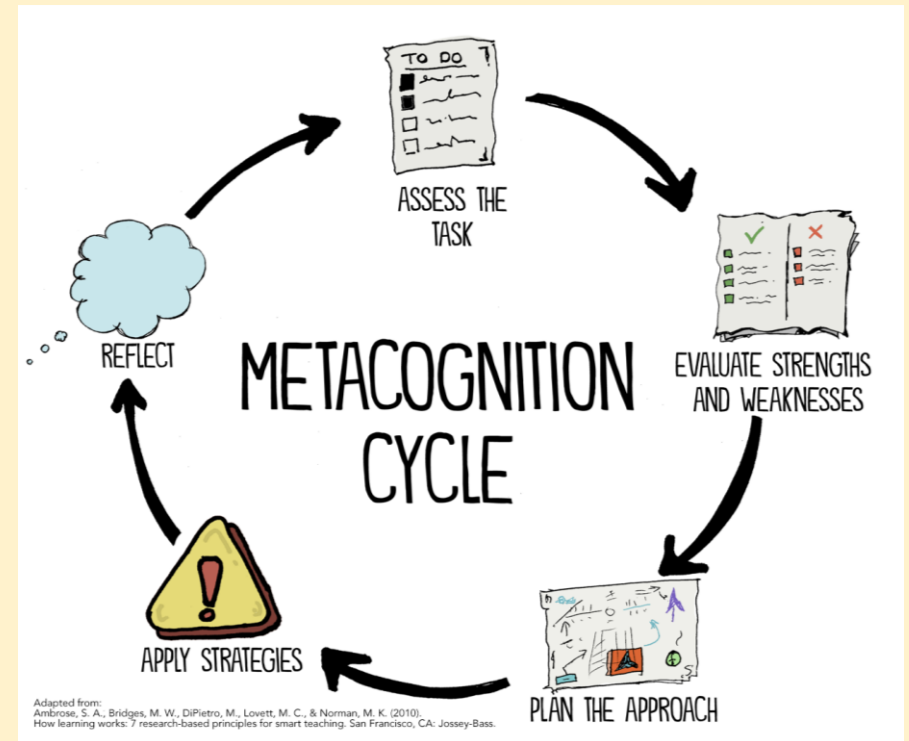 TO DO
ASSESS THE
TASK
EVALUATE STRENGTHS
AND WEAKNESSES
PLAN THE APPROACH
APPLY STRATEGIES
REFLECT
METACOGNITION
CYCLE
Adapted from:
Ambrose, S. A., Bridges, M. W., DiPietro, M., Lovett, M. C., & Norman, M. K. (2010).
How learning works: 7 research-based principles for smart teaching. San Francisco, CA: Jossey-Bass.